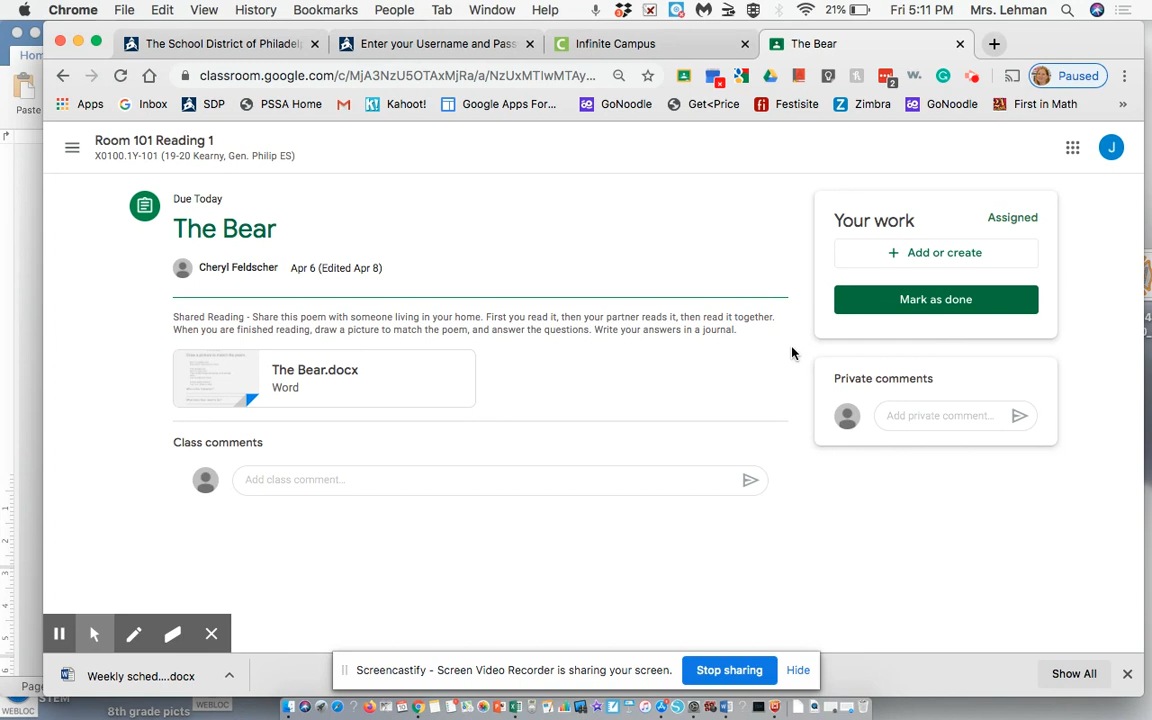 Chrome File Edit View History Bookmarks People Tab Window Help 21% Fri 5:11 PM Mrs. Lehman
The School District of Philadel Enter your Username and Pass Infinite Campus The Bear
classroom.google.com/c/MjA3NzU5OTAxMjRa/a/NzUxMTIwMTAy... Paused
Apps Inbox SDP PSSA Home Kahoot! Google Apps For... GoNoodle Get<Price Festisite Zimbra GoNoodle First in Math »
Paste
Room 101 Reading 1
X0100.1Y-101 (19-20 Kearny, Gen. Philip ES)
J
Due Today
The Bear
Cheryl Feldscher Apr 6 (Edited Apr 8)
Shared Reading - Share this poem with someone living in your home. First you read it, then your partner reads it, then read it together.
When you are finished reading, draw a picture to match the poem, and answer the questions. Write your answers in a journal.
The Bear.docx
Word
Class comments
Add class comment...
Your work Assigned
+ Add or create
Mark as done
Private comments
Add private comment...
Weekly sched....docx
Screencastify - Screen Video Recorder is sharing your screen. Stop sharing Hide
Show All
STEM
WEBLOC 8th grade picts WEBLOC